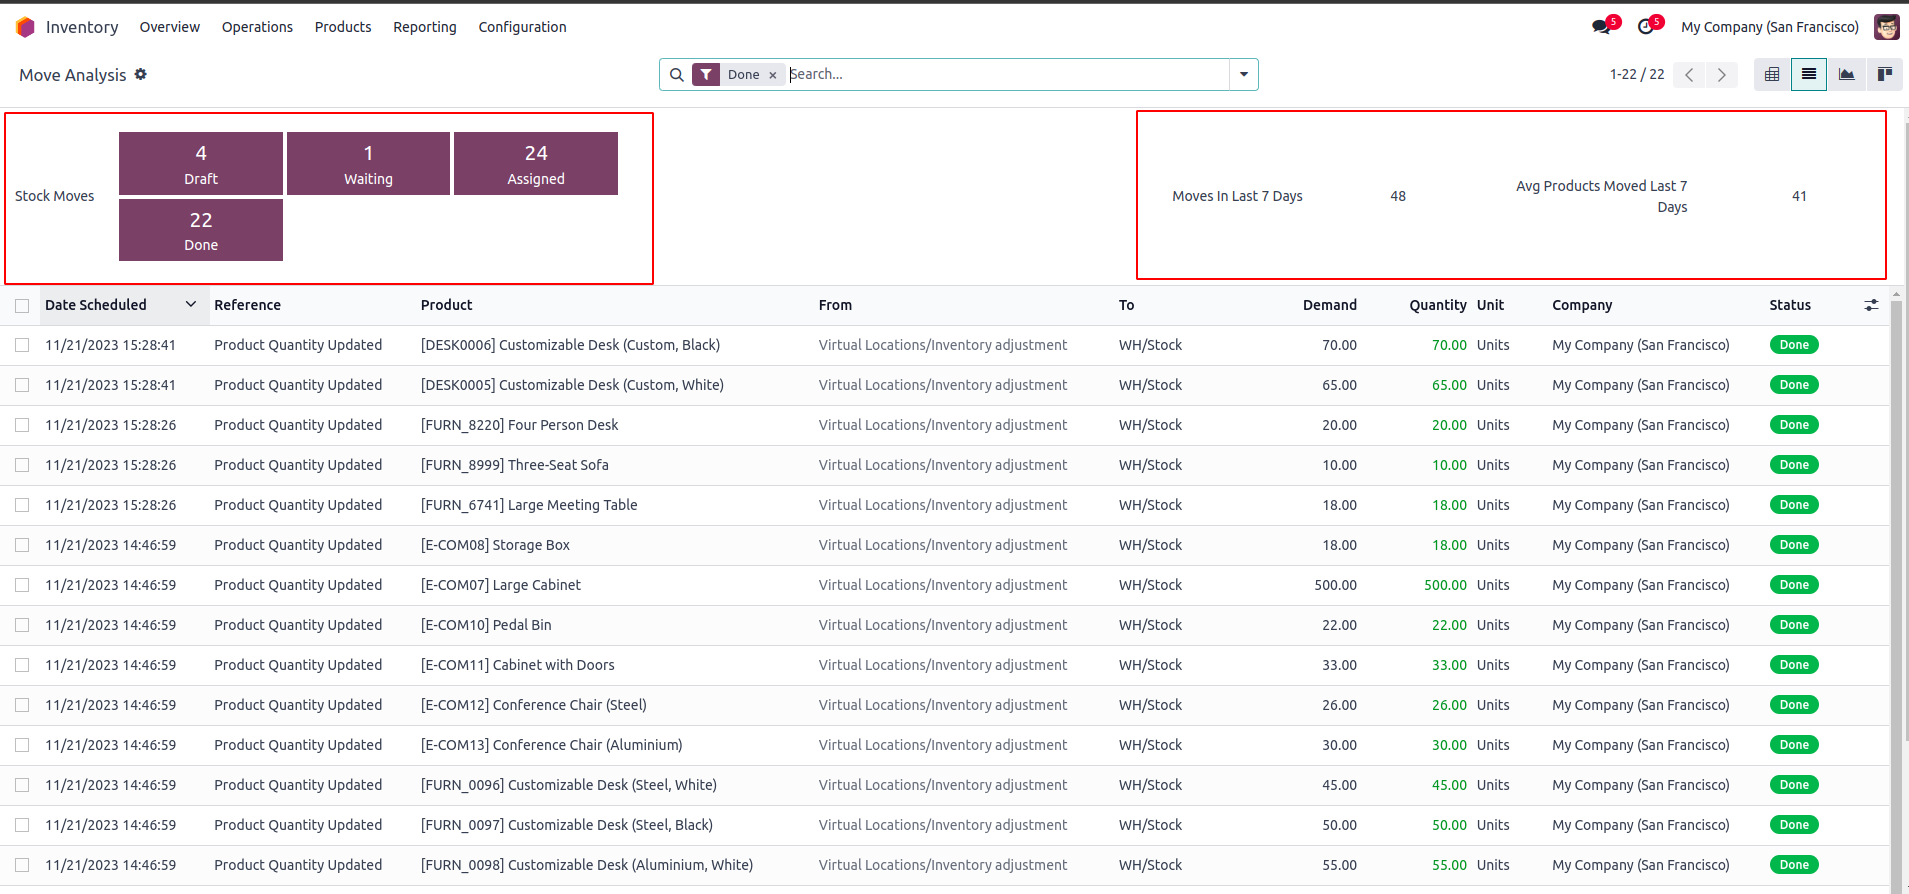 Inventory Overview Operations Products Reporting Configuration 5 5 My Company (San Francisco)
Move Analysis Done × Search... 1-22 / 22
Stock Moves
4
Draft
1
Waiting
24
Assigned
22
Done
Moves In Last 7 Days 48
Avg Products Moved Last 7
Days
41
Date Scheduled Reference Product From To Demand Quantity Unit Company Status
11/21/2023 15:28:41 Product Quantity Updated [DESK0006] Customizable Desk (Custom, Black) Virtual Locations/Inventory adjustment WH/Stock 70.00 70.00 Units My Company (San Francisco) Done
11/21/2023 15:28:41 Product Quantity Updated [DESK0005] Customizable Desk (Custom, White) Virtual Locations/Inventory adjustment WH/Stock 65.00 65.00 Units My Company (San Francisco) Done
11/21/2023 15:28:26 Product Quantity Updated [FURN_8220] Four Person Desk Virtual Locations/Inventory adjustment WH/Stock 20.00 20.00 Units My Company (San Francisco) Done
11/21/2023 15:28:26 Product Quantity Updated [FURN_8999] Three-Seat Sofa Virtual Locations/Inventory adjustment WH/Stock 10.00 10.00 Units My Company (San Francisco) Done
11/21/2023 15:28:26 Product Quantity Updated [FURN_6741] Large Meeting Table Virtual Locations/Inventory adjustment WH/Stock 18.00 18.00 Units My Company (San Francisco) Done
11/21/2023 14:46:59 Product Quantity Updated [E-COM08] Storage Box Virtual Locations/Inventory adjustment WH/Stock 18.00 18.00 Units My Company (San Francisco) Done
11/21/2023 14:46:59 Product Quantity Updated [E-COM07] Large Cabinet Virtual Locations/Inventory adjustment WH/Stock 500.00 500.00 Units My Company (San Francisco) Done
11/21/2023 14:46:59 Product Quantity Updated [E-COM10] Pedal Bin Virtual Locations/Inventory adjustment WH/Stock 22.00 22.00 Units My Company (San Francisco) Done
11/21/2023 14:46:59 Product Quantity Updated [E-COM11] Cabinet with Doors Virtual Locations/Inventory adjustment WH/Stock 33.00 33.00 Units My Company (San Francisco) Done
11/21/2023 14:46:59 Product Quantity Updated [E-COM12] Conference Chair (Steel) Virtual Locations/Inventory adjustment WH/Stock 26.00 26.00 Units My Company (San Francisco) Done
11/21/2023 14:46:59 Product Quantity Updated [E-COM13] Conference Chair (Aluminium) Virtual Locations/Inventory adjustment WH/Stock 30.00 30.00 Units My Company (San Francisco) Done
11/21/2023 14:46:59 Product Quantity Updated [FURN_0096] Customizable Desk (Steel, White) Virtual Locations/Inventory adjustment WH/Stock 45.00 45.00 Units My Company (San Francisco) Done
11/21/2023 14:46:59 Product Quantity Updated [FURN_0097] Customizable Desk (Steel, Black) Virtual Locations/Inventory adjustment WH/Stock 50.00 50.00 Units My Company (San Francisco) Done
11/21/2023 14:46:59 Product Quantity Updated [FURN_0098] Customizable Desk (Aluminium, White) Virtual Locations/Inventory adjustment WH/Stock 55.00 55.00 Units My Company (San Francisco) Done